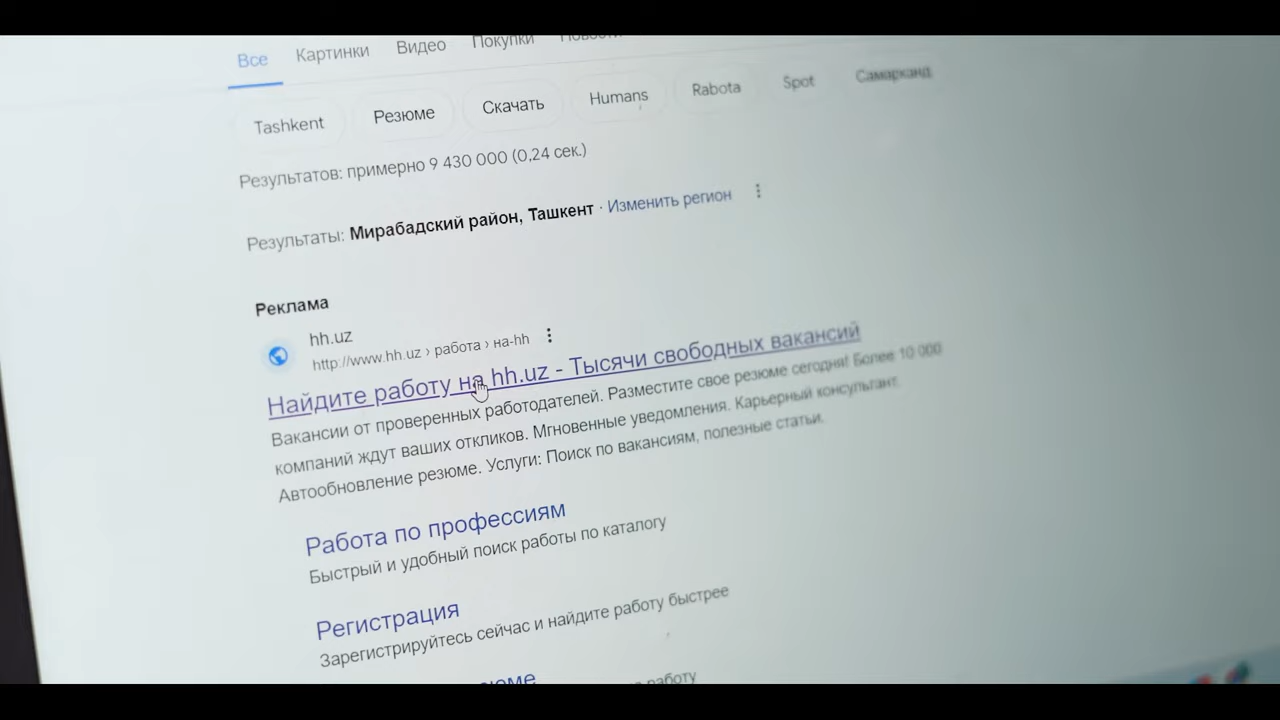 Все Картинки Видео Покупки Новости
Tashkent Резюме Скачать Humans Rabota Spot Самарканд
Результатов: примерно 9 430 000 (0,24 сек.)
Результаты: Мирабадский район, Ташкент · Изменить регион
Реклама
hh.uz
http://www.hh.uz › работа › на-hh
Найдите работу на hh.uz - Тысячи свободных вакансий
Вакансии от проверенных работодателей. Разместите свое резюме сегодня! Более 10 000
компаний ждут ваших откликов. Мгновенные уведомления. Карьерный консультант.
Автообновление резюме. Услуги: Поиск по вакансиям, полезные статьи.
Работа по профессиям
Быстрый и удобный поиск работы по каталогу
Регистрация
Зарегистрируйтесь сейчас и найдите работу быстрее
работу